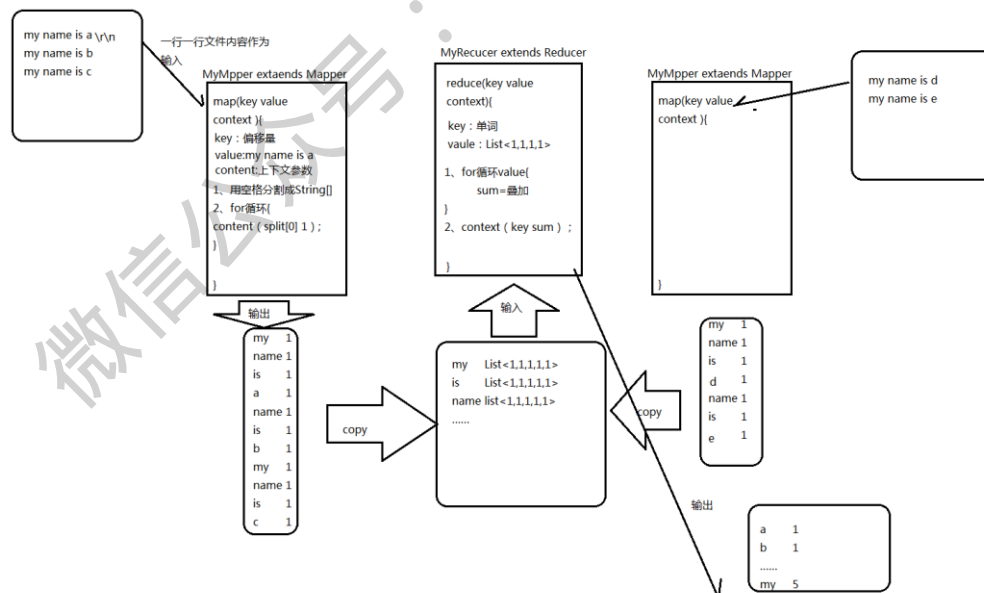 my name is a \r\n
my name is b
my name is c
一行一行文件内容作为
输入
MyMpper extaends Mapper
map(key value
context ){
key：偏移量
value:my name is a
content:上下文参数
1、用空格分割成String[]
2、for循环{
content（split[0] 1）;
}
}
MyRecucer extends Reducer
reduce(key value
context){
key：单词
vaule：List<1,1,1,1>
1、for循环value{
sum=叠加
}
2、context（key sum）；
}
MyMpper extaends Mapper
map(key value
context ){
}
my name is d
my name is e
输出
my 1
name 1
is 1
a 1
name 1
is 1
b 1
my 1
name 1
is 1
c 1
copy
输入
my List<1,1,1,1,1>
is List<1,1,1,1,1>
name list<1,1,1,1,1>
......
copy
my 1
name 1
is 1
d 1
name 1
is 1
e 1
输出
a 1
b 1
......
my 5
微信公众号：